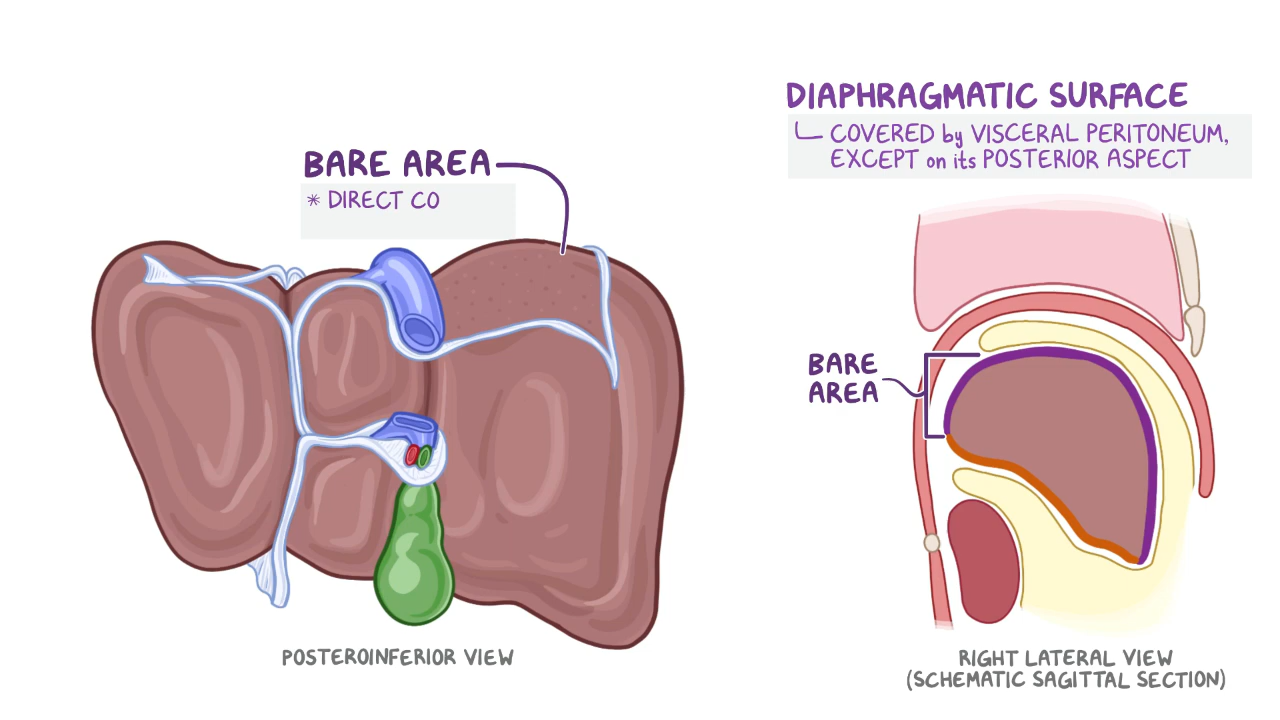 BARE AREA
* DIRECT CO
POSTEROINFERIOR VIEW
DIAPHRAGMATIC SURFACE
COVERED by VISCERAL PERITONEUM,
EXCEPT on its POSTERIOR ASPECT
BARE
AREA
RIGHT LATERAL VIEW
(SCHEMATIC SAGITTAL SECTION)